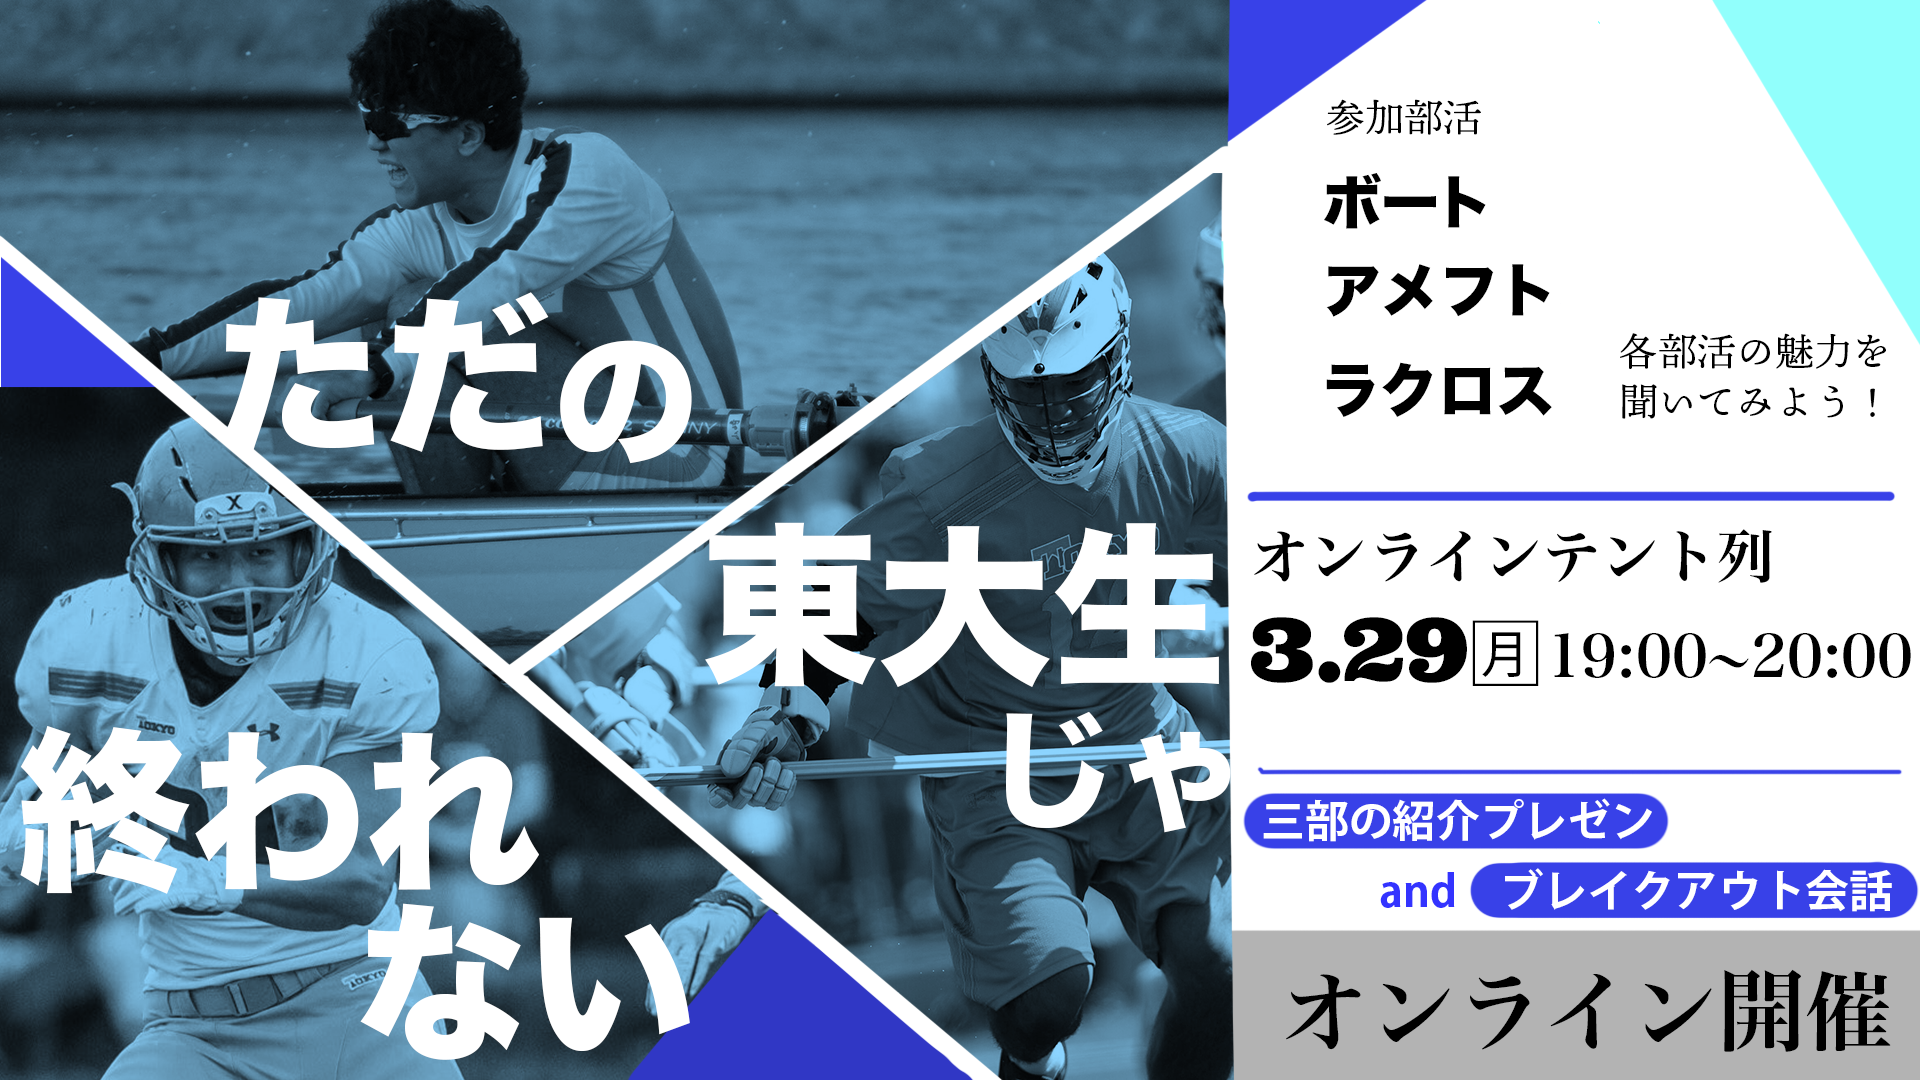 ただの
東大生
じゃ
終われ
ない
参加部活
ボート
アメフト
ラクロス
各部活の魅力を
聞いてみよう！
オンラインテント列
3.29月19:00~20:00
三部の紹介プレゼン
and ブレイクアウト会話
オンライン開催
X
TOKYO
TOKYO